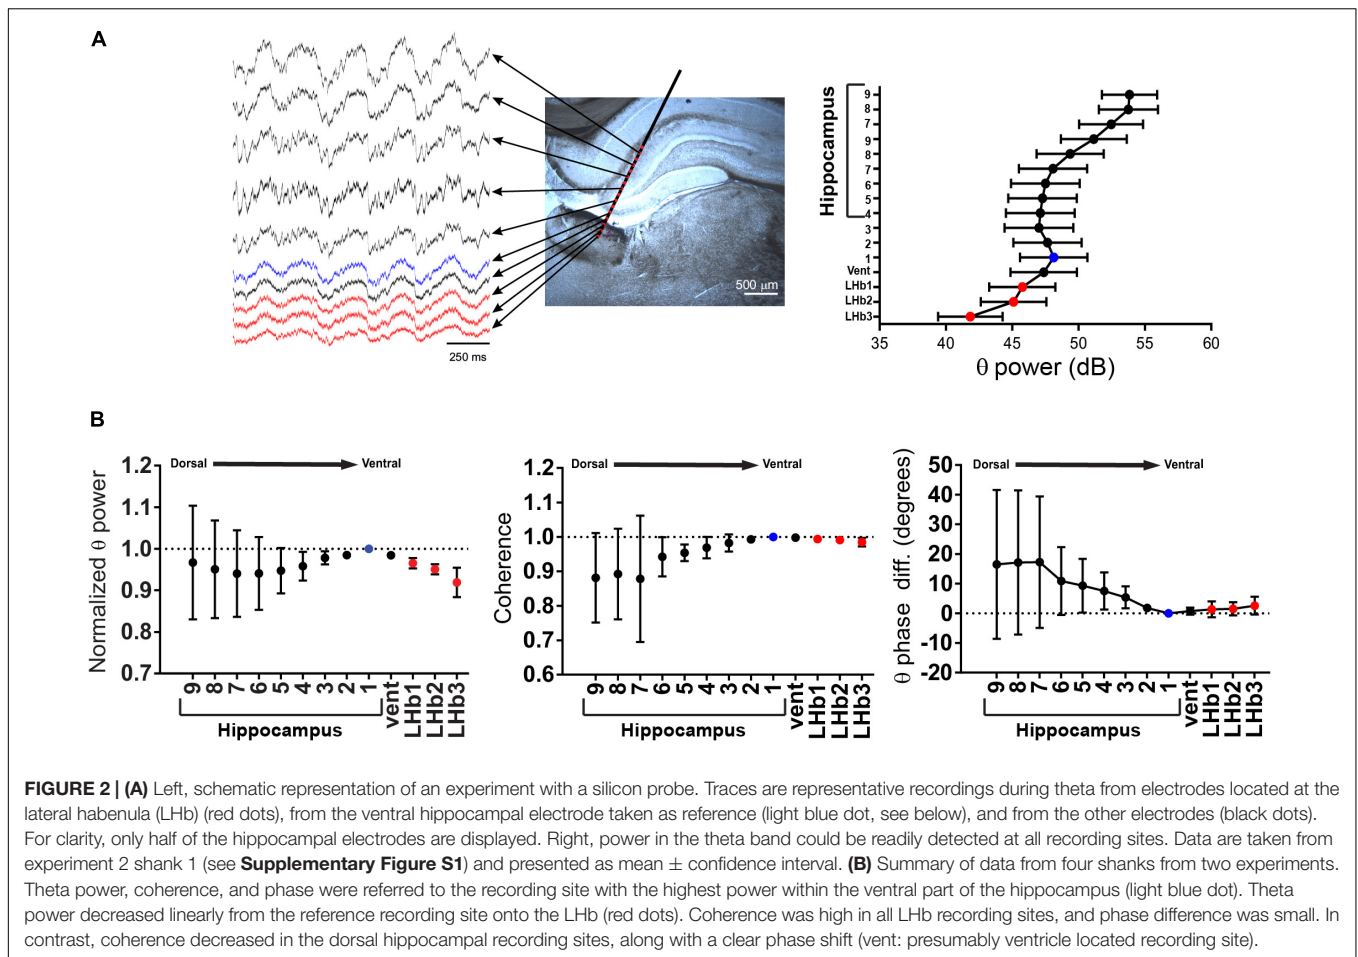 A
250 ms
500 µm
Hippocampus
9
8
7
9
8
7
6
5
4
3
2
1
Vent
LHb1
LHb2
LHb3
35 40 45 50 55 60
θ power (dB)
B
Normalized θ power
1.2
1.1
1.0
0.9
0.8
0.7
Dorsal Ventral
9 8 7 6 5 4 3 2 1 vent LHb1 LHb2 LHb3
Hippocampus
Coherence
1.2
1.0
0.9
0.8
0.7
0.6
Dorsal Ventral
9 8 7 6 5 4 3 2 1 vent LHb1 LHb2 LHb3
Hippocampus
θ phase diff. (degrees)
50
40
30
20
10
0
-10
-20
Dorsal Ventral
9 8 7 6 5 4 3 2 1 vent LHb1 LHb2 LHb3
Hippocampus
FIGURE 2 | (A) Left, schematic representation of an experiment with a silicon probe. Traces are representative recordings during theta from electrodes located at the
lateral habenula (LHb) (red dots), from the ventral hippocampal electrode taken as reference (light blue dot, see below), and from the other electrodes (black dots).
For clarity, only half of the hippocampal electrodes are displayed. Right, power in the theta band could be readily detected at all recording sites. Data are taken from
experiment 2 shank 1 (see Supplementary Figure S1) and presented as mean ± confidence interval. (B) Summary of data from four shanks from two experiments.
Theta power, coherence, and phase were referred to the recording site with the highest power within the ventral part of the hippocampus (light blue dot). Theta
power decreased linearly from the reference recording site onto the LHb (red dots). Coherence was high in all LHb recording sites, and phase difference was small. In
contrast, coherence decreased in the dorsal hippocampal recording sites, along with a clear phase shift (vent: presumably ventricle located recording site).